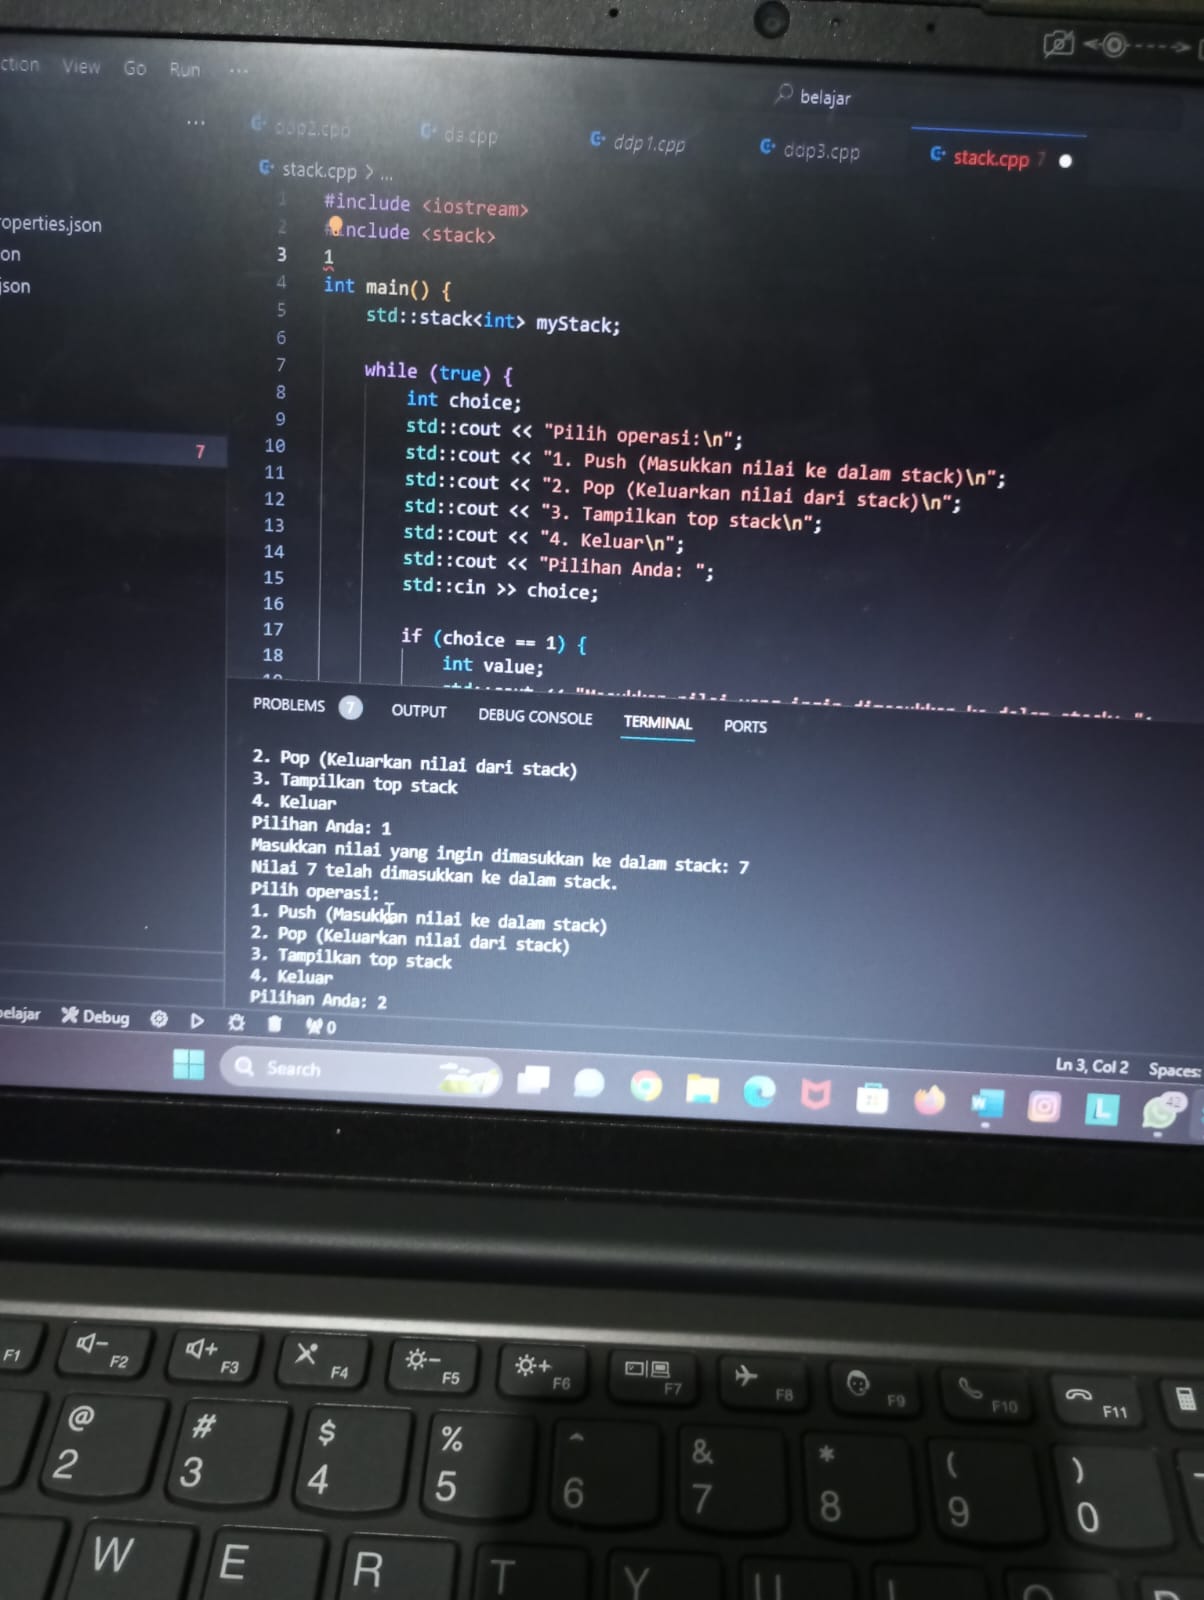 ction View Go Run ...
belajar
... ddp2.cpp da.cpp ddp1.cpp ddp3.cpp stack.cpp 7
stack.cpp > ...
operties.json
on
json
7
1 #include <iostream>
2 #include <stack>
3 1
4 int main() {
5 std::stack<int> myStack;
6
7 while (true) {
8 int choice;
9 std::cout << "Pilih operasi:\n";
10 std::cout << "1. Push (Masukkan nilai ke dalam stack)\n";
11 std::cout << "2. Pop (Keluarkan nilai dari stack)\n";
12 std::cout << "3. Tampilkan top stack\n";
13 std::cout << "4. Keluar\n";
14 std::cout << "Pilihan Anda: ";
15 std::cin >> choice;
16
17 if (choice == 1) {
18 int value;
PROBLEMS 7 OUTPUT DEBUG CONSOLE TERMINAL PORTS
2. Pop (Keluarkan nilai dari stack)
3. Tampilkan top stack
4. Keluar
Pilihan Anda: 1
Masukkan nilai yang ingin dimasukkan ke dalam stack: 7
Nilai 7 telah dimasukkan ke dalam stack.
Pilih operasi:
1. Push (Masukkan nilai ke dalam stack)
2. Pop (Keluarkan nilai dari stack)
3. Tampilkan top stack
4. Keluar
Pilihan Anda: 2
belajar Debug 0
Ln 3, Col 2 Spaces:
Search
42
F1 F2 F3 F4 F5 F6 F7 F8 F9 F10 F11
@ # $ % ^ & * ( )
2 3 4 5 6 7 8 9 0
W E R T Y U